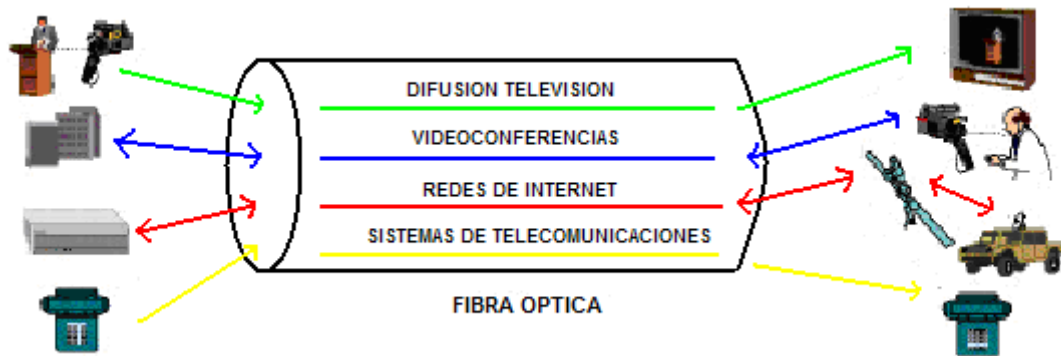 DIFUSION TELEVISION
VIDEOCONFERENCIAS
REDES DE INTERNET
SISTEMAS DE TELECOMUNICACIONES
FIBRA OPTICA